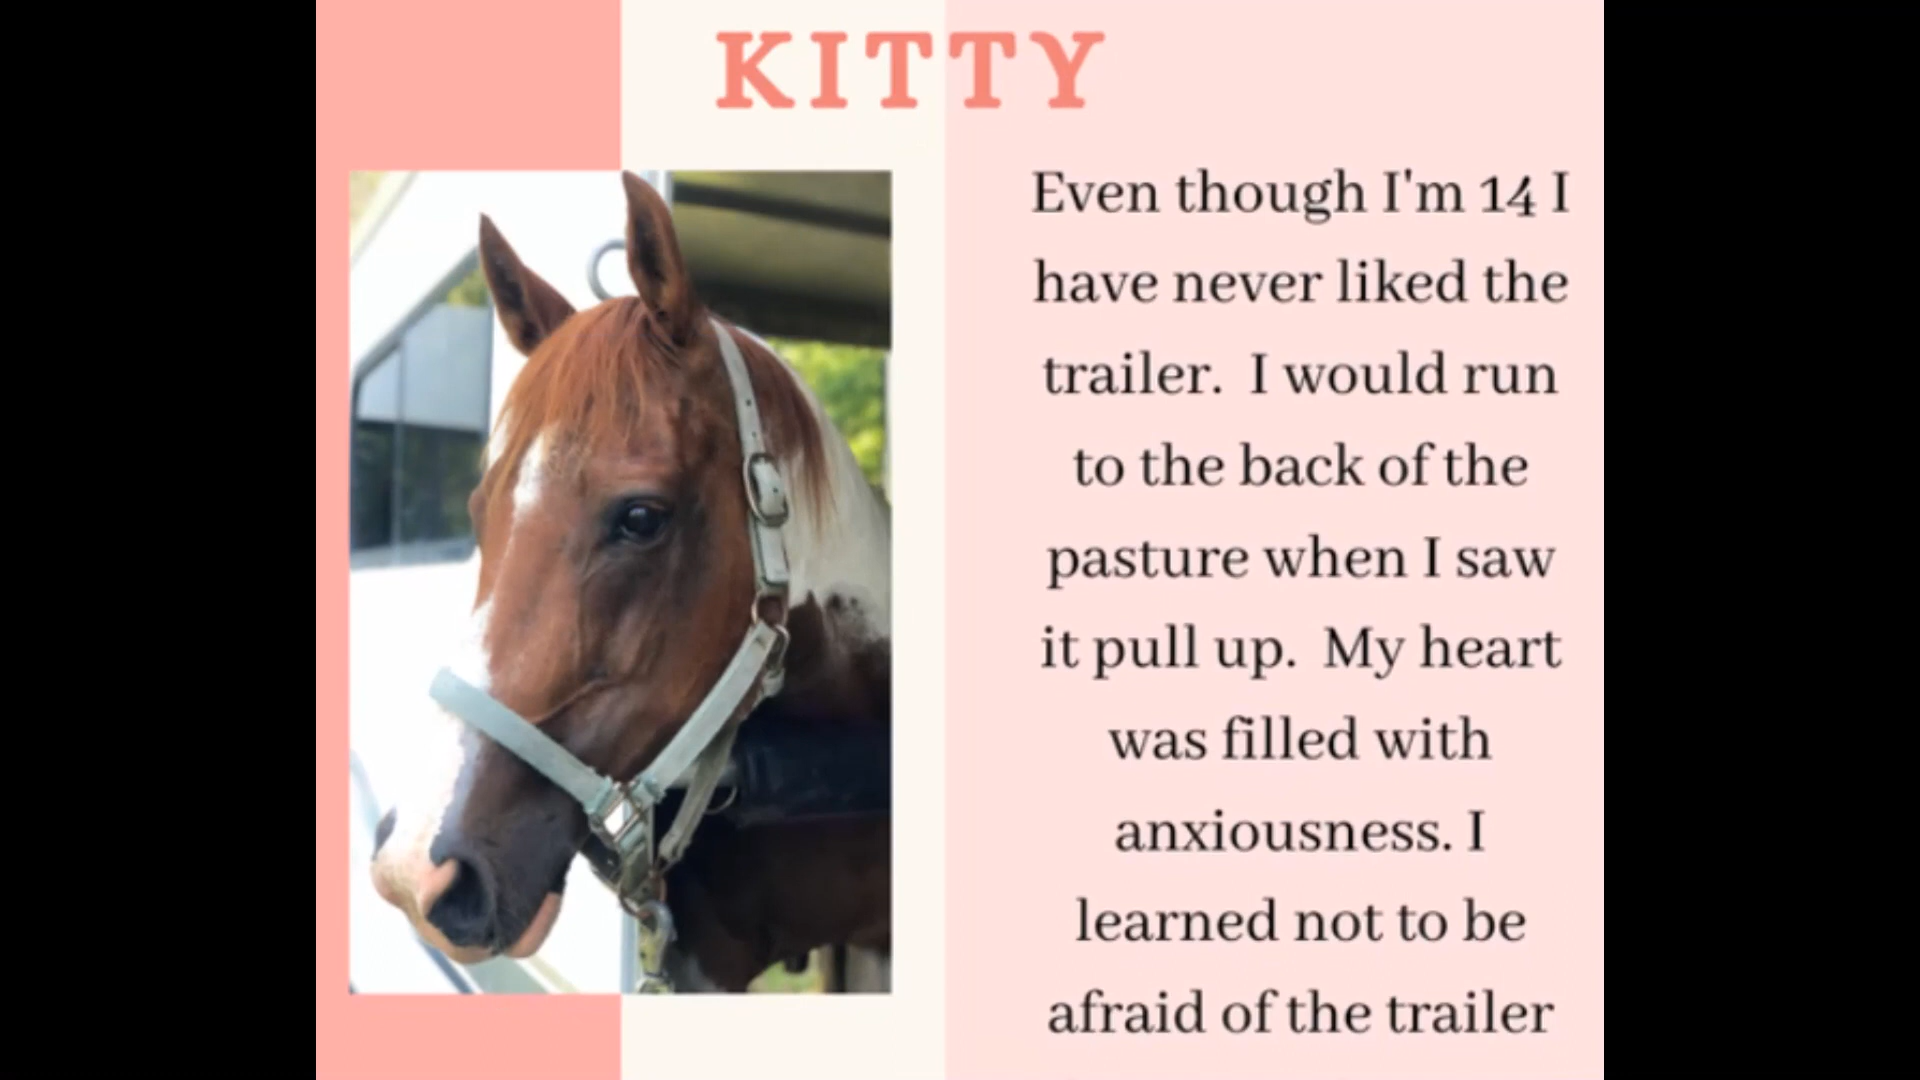 KITTY
Even though I'm 14 I
have never liked the
trailer. I would run
to the back of the
pasture when I saw
it pull up. My heart
was filled with
anxiousness. I
learned not to be
afraid of the trailer